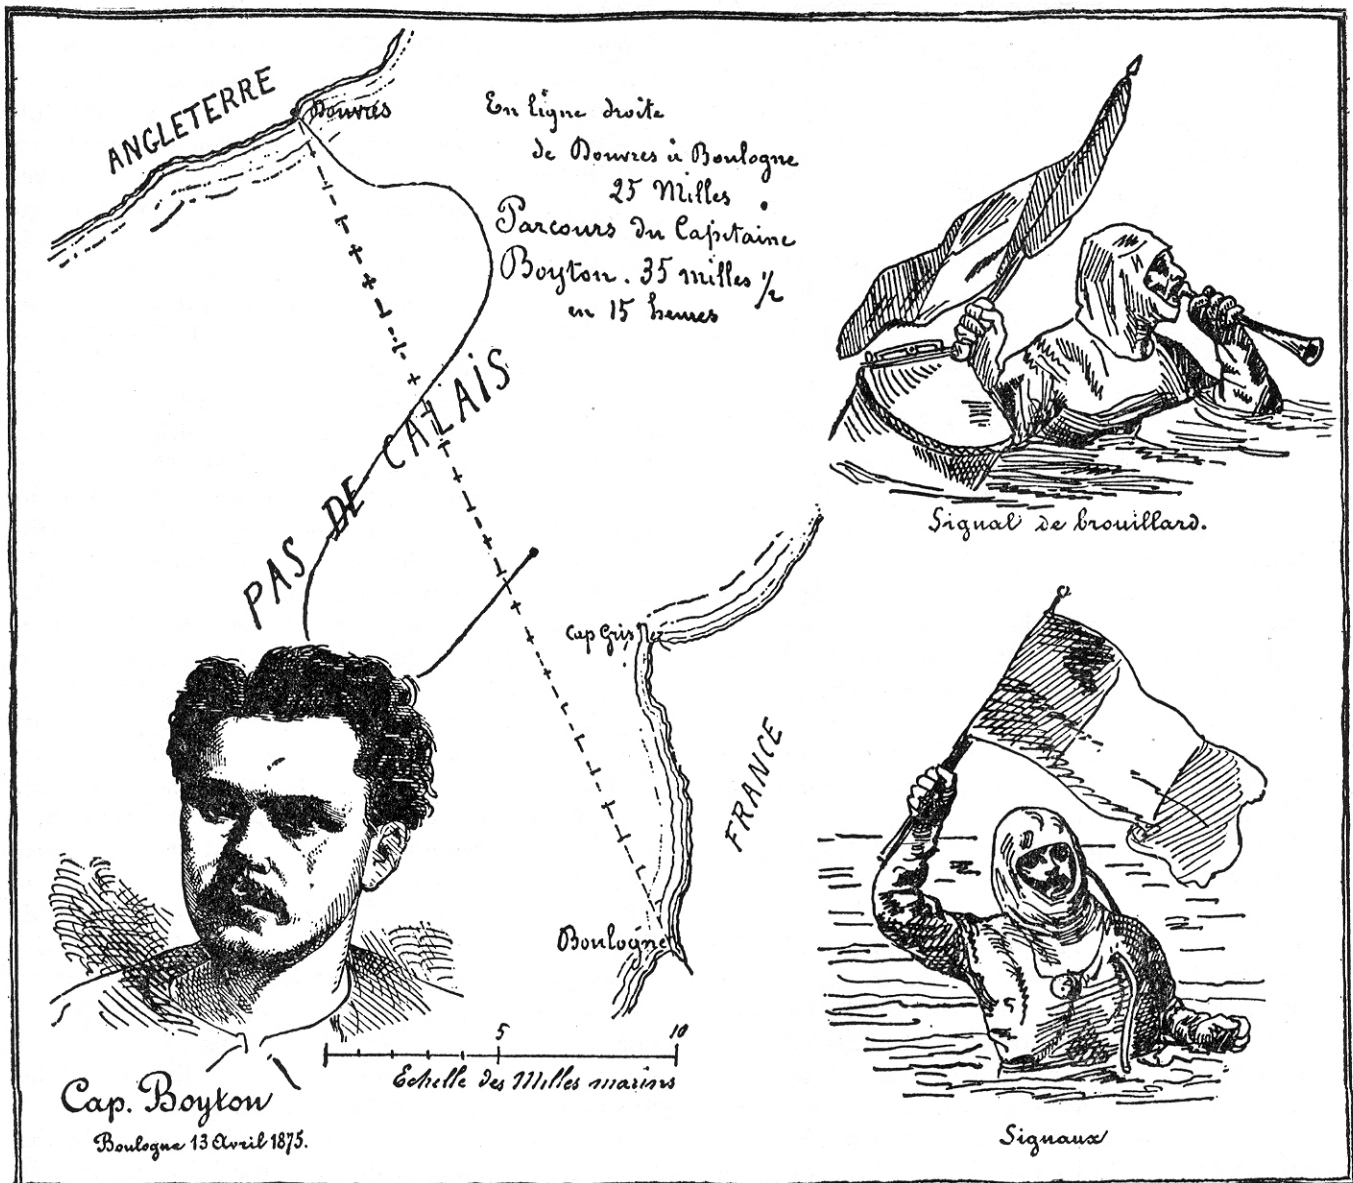 ANGLETERRE
Douvres
En ligne droite
de Douvres à Boulogne
25 Milles
Parcours du Capitaine
Boyton. 35 milles 1/2
en 15 heures
PAS DE CALAIS
Signal de brouillard.
Cap Gris Nez
FRANCE
Boulogne
5 10
Echelle des Milles marins
Cap. Boyton
Boulogne 13 Avril 1875.
Signaux